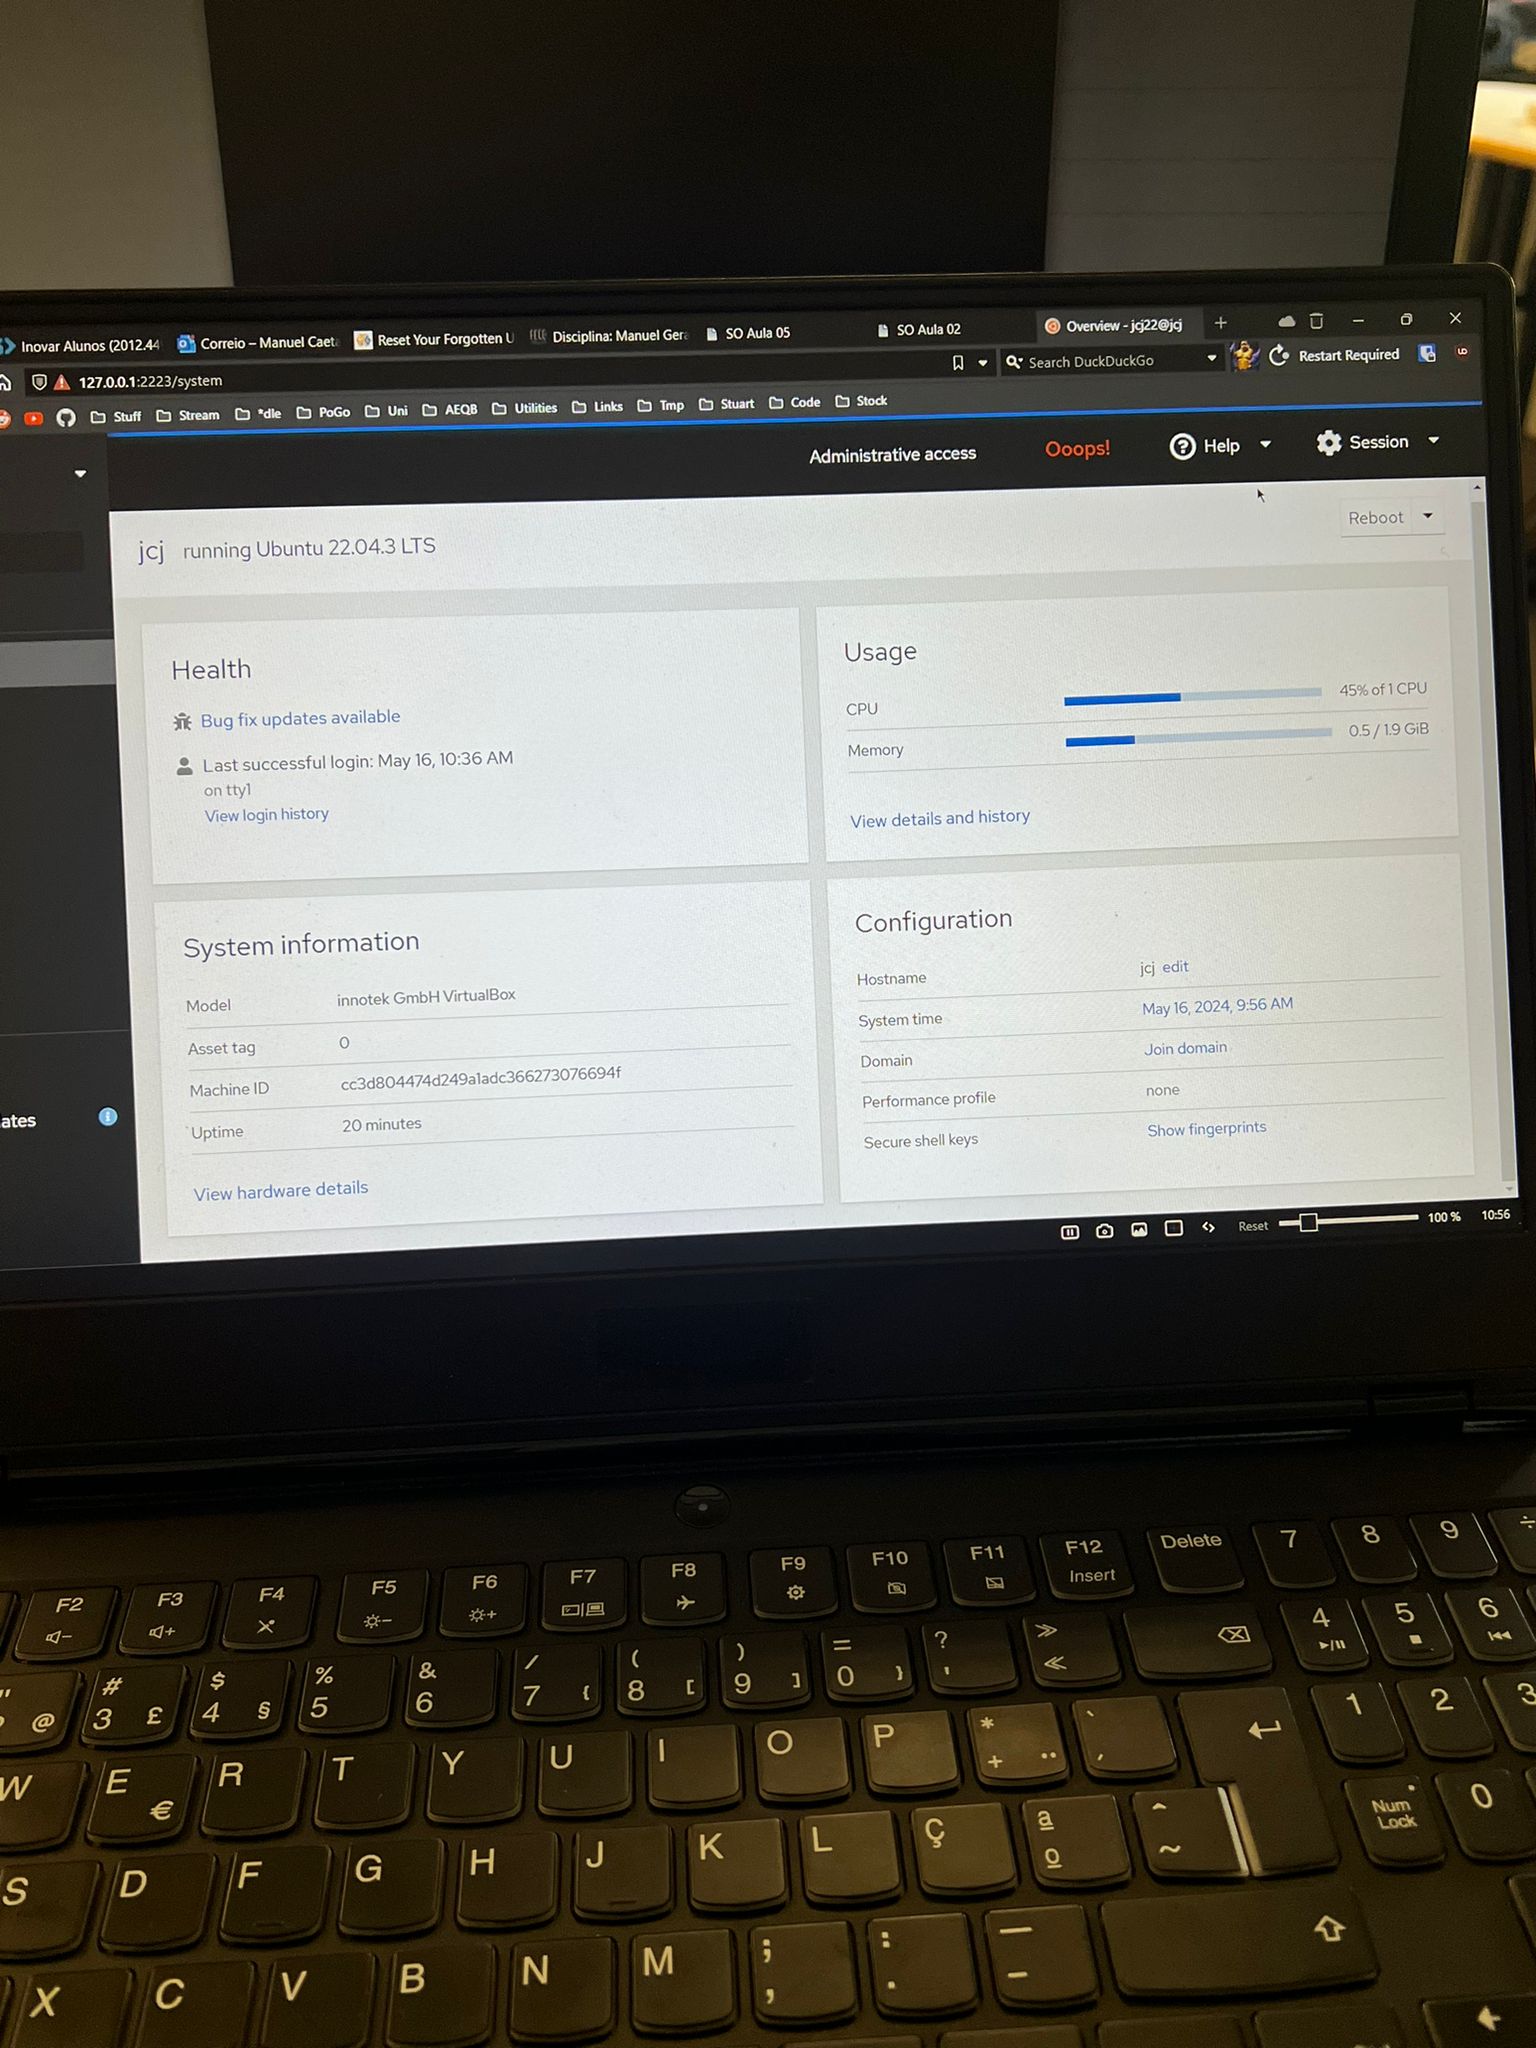 Inovar Alunos (2012.44
Correio – Manuel Caeta
Reset Your Forgotten U
Disciplina: Manuel Gera
SO Aula 05
SO Aula 02
Overview - jcj22@jcj
127.0.0.1:2223/system
Search DuckDuckGo
Restart Required
Stuff
Stream
*dle
PoGo
Uni
AEQB
Utilities
Links
Tmp
Stuart
Code
Stock
Administrative access
Ooops!
Help
Session
jcj running Ubuntu 22.04.3 LTS
Reboot
Health
Bug fix updates available
Last successful login: May 16, 10:36 AM
on tty1
View login history
Usage
CPU
45% of 1 CPU
Memory
0.5 / 1.9 GiB
View details and history
System information
Model innotek GmbH VirtualBox
Asset tag 0
Machine ID cc3d804474d249a1adc366273076694f
Uptime 20 minutes
View hardware details
Configuration
Hostname jcj edit
System time May 16, 2024, 9:56 AM
Domain Join domain
Performance profile none
Secure shell keys Show fingerprints
ates
Reset
100 %
10:56
F2 F3 F4 F5 F6 F7 F8 F9 F10 F11 F12 Insert Delete 7 8 9 ÷
" @ # 3 £ $ 4 § % 5 & 6 / 7 { ( 8 [ ) 9 ] = 0 } ? ' » « 4 5 6
W E € R T Y U I O P * + ¨ ` ´ 1 2 3
S D F G H J K L Ç ª º ^ ~ Num Lock 0
X C V B N M ; , : . _ -